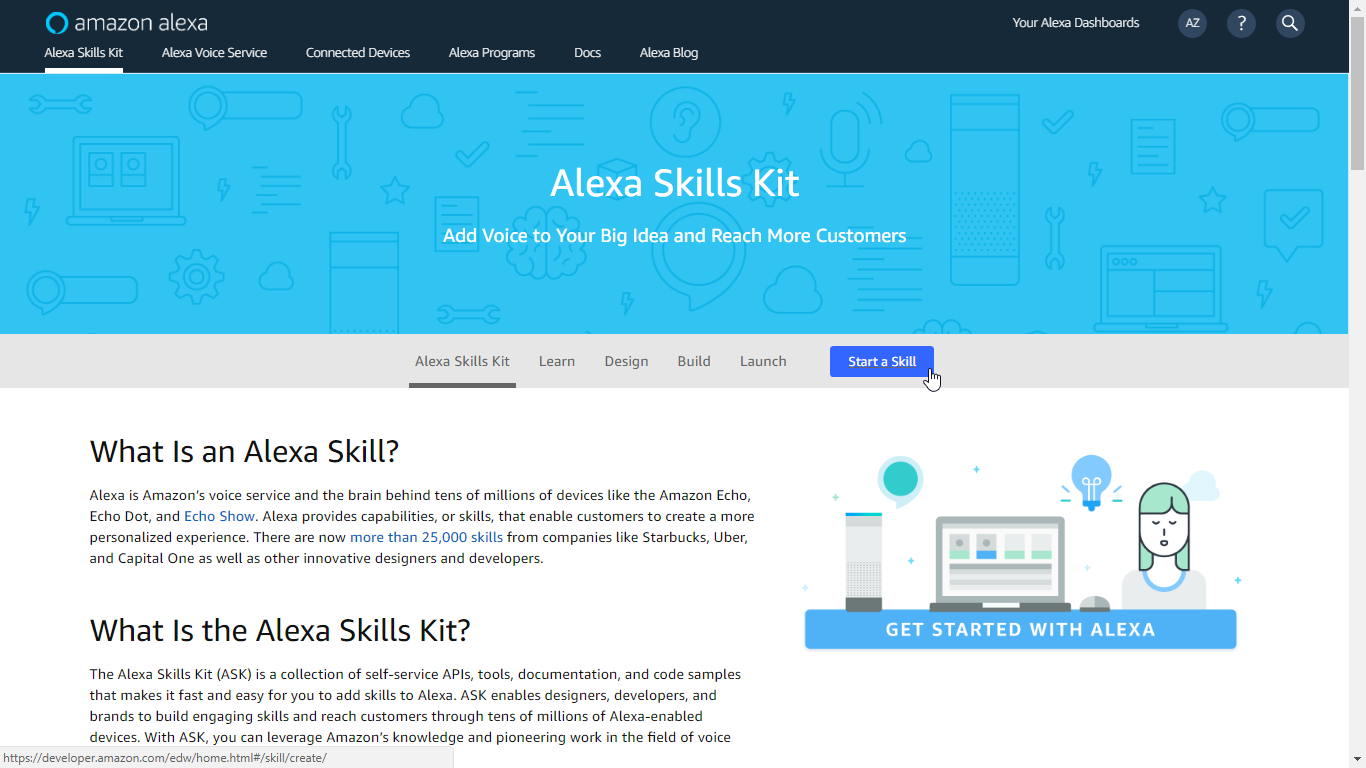 amazon alexa
Your Alexa Dashboards
AZ
?
Alexa Skills Kit
Alexa Voice Service
Connected Devices
Alexa Programs
Docs
Alexa Blog
Alexa Skills Kit
Add Voice to Your Big Idea and Reach More Customers
Alexa Skills Kit
Learn
Design
Build
Launch
Start a Skill
What Is an Alexa Skill?
Alexa is Amazon’s voice service and the brain behind tens of millions of devices like the Amazon Echo,
Echo Dot, and Echo Show. Alexa provides capabilities, or skills, that enable customers to create a more
personalized experience. There are now more than 25,000 skills from companies like Starbucks, Uber,
and Capital One as well as other innovative designers and developers.
GET STARTED WITH ALEXA
What Is the Alexa Skills Kit?
The Alexa Skills Kit (ASK) is a collection of self-service APIs, tools, documentation, and code samples
that makes it fast and easy for you to add skills to Alexa. ASK enables designers, developers, and
brands to build engaging skills and reach customers through tens of millions of Alexa-enabled
devices. With ASK, you can leverage Amazon’s knowledge and pioneering work in the field of voice
https://developer.amazon.com/edw/home.html#/skill/create/